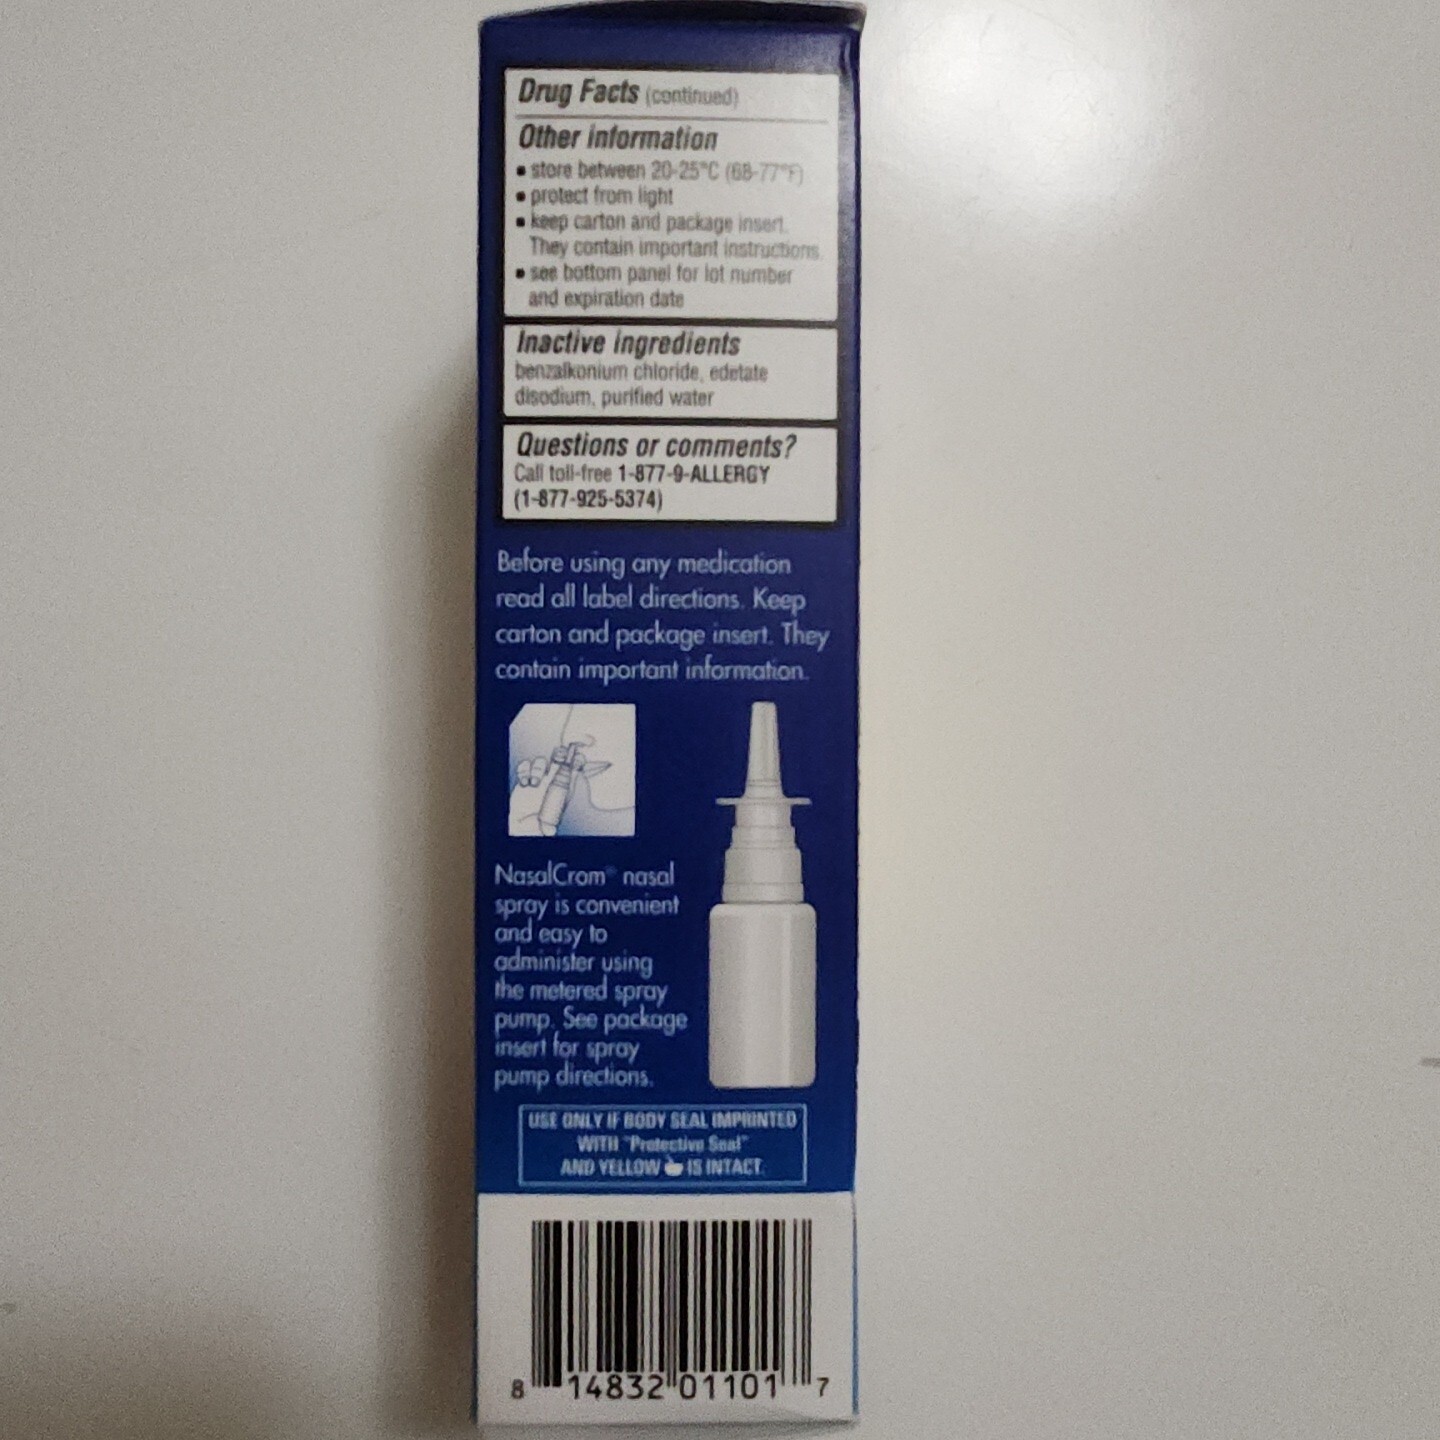 Drug Facts (continued)
Other information
▪ store between 20-25°C (68-77°F)
▪ protect from light
▪ keep carton and package insert.
They contain important instructions.
▪ see bottom panel for lot number
and expiration date
Inactive ingredients
benzalkonium chloride, edetate
disodium, purified water
Questions or comments?
Call toll-free 1-877-9-ALLERGY
(1-877-925-5374)
Before using any medication
read all label directions. Keep
carton and package insert. They
contain important information.
NasalCrom® nasal
spray is convenient
and easy to
administer using
the metered spray
pump. See package
insert for spray
pump directions.
USE ONLY IF BODY SEAL IMPRINTED
WITH "Protective Seal"
AND YELLOW IS INTACT.
8 14832 01101 7